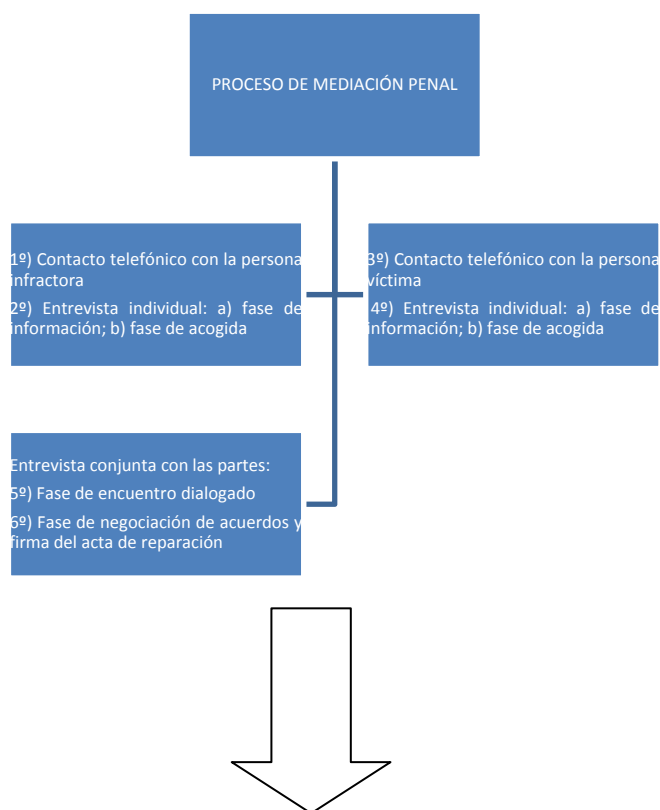 PROCESO DE MEDIACIÓN PENAL
1º) Contacto telefónico con la persona
infractora
2º) Entrevista individual: a) fase de
información; b) fase de acogida
3º) Contacto telefónico con la persona
víctima
4º) Entrevista individual: a) fase de
información; b) fase de acogida
Entrevista conjunta con las partes:
5º) Fase de encuentro dialogado
6º) Fase de negociación de acuerdos y
firma del acta de reparación